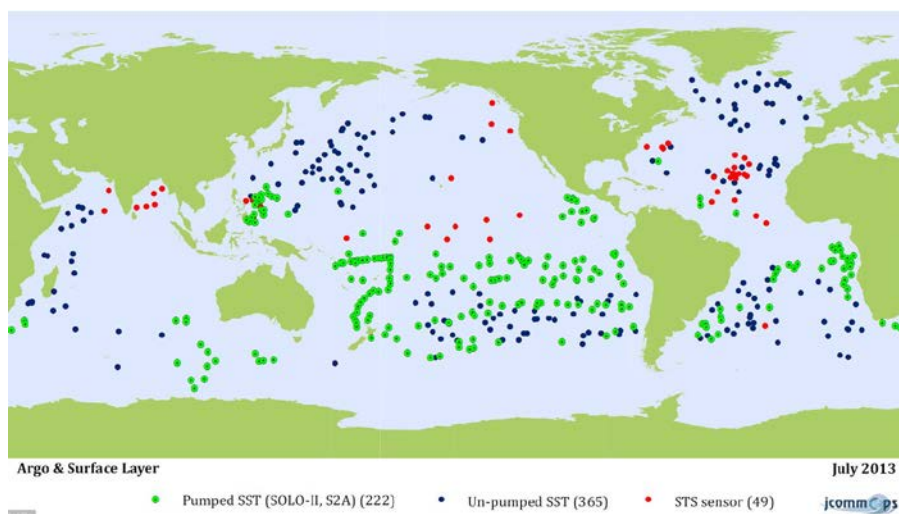 Argo & Surface Layer July 2013
Pumped SST (SOLO-II, S2A) (222) Un-pumped SST (365) STS sensor (49) jcommops